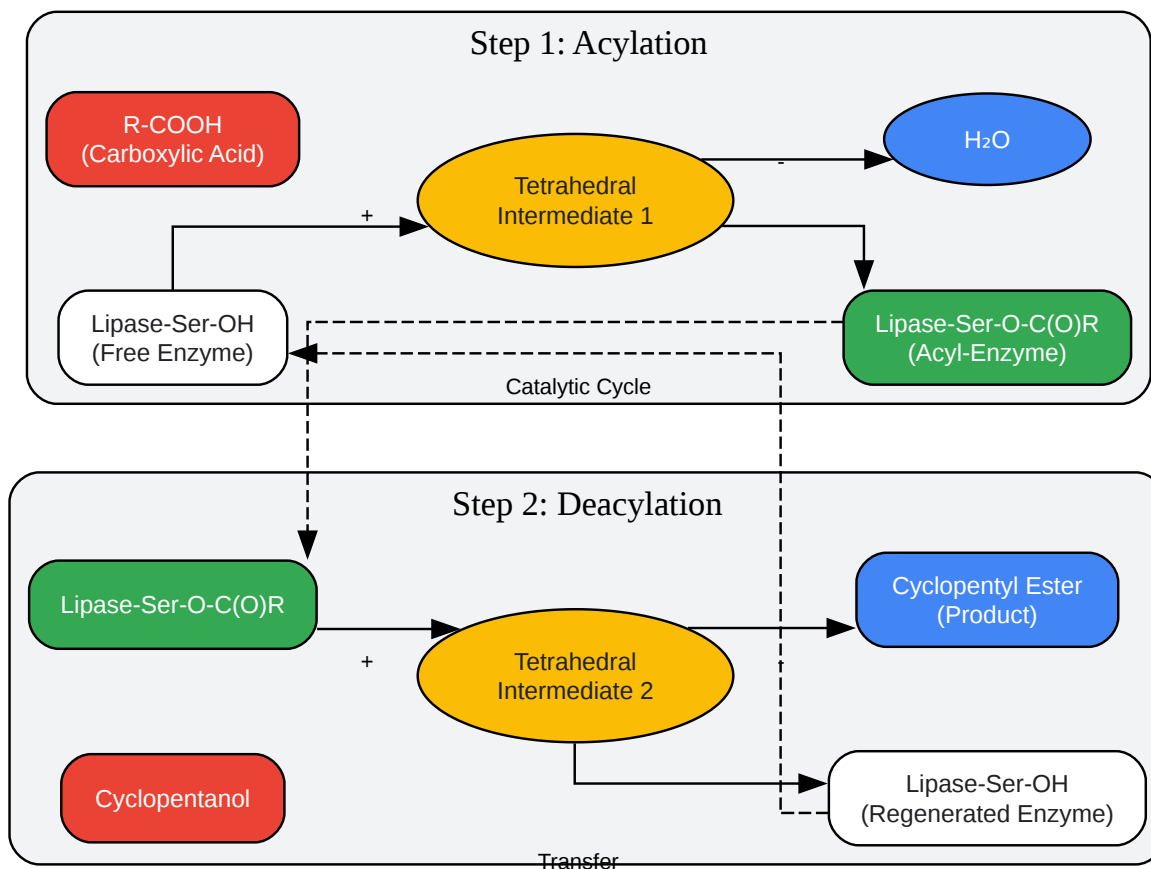 Step 1: Acylation
R-COOH
(Carboxylic Acid)
H₂O
-
Tetrahedral
Intermediate 1
+
Lipase-Ser-OH
(Free Enzyme)
Lipase-Ser-O-C(O)R
(Acyl-Enzyme)
Catalytic Cycle
Step 2: Deacylation
Lipase-Ser-O-C(O)R
Cyclopentyl Ester
(Product)
+
Tetrahedral
Intermediate 2
-
Cyclopentanol
Lipase-Ser-OH
(Regenerated Enzyme)
Transfer